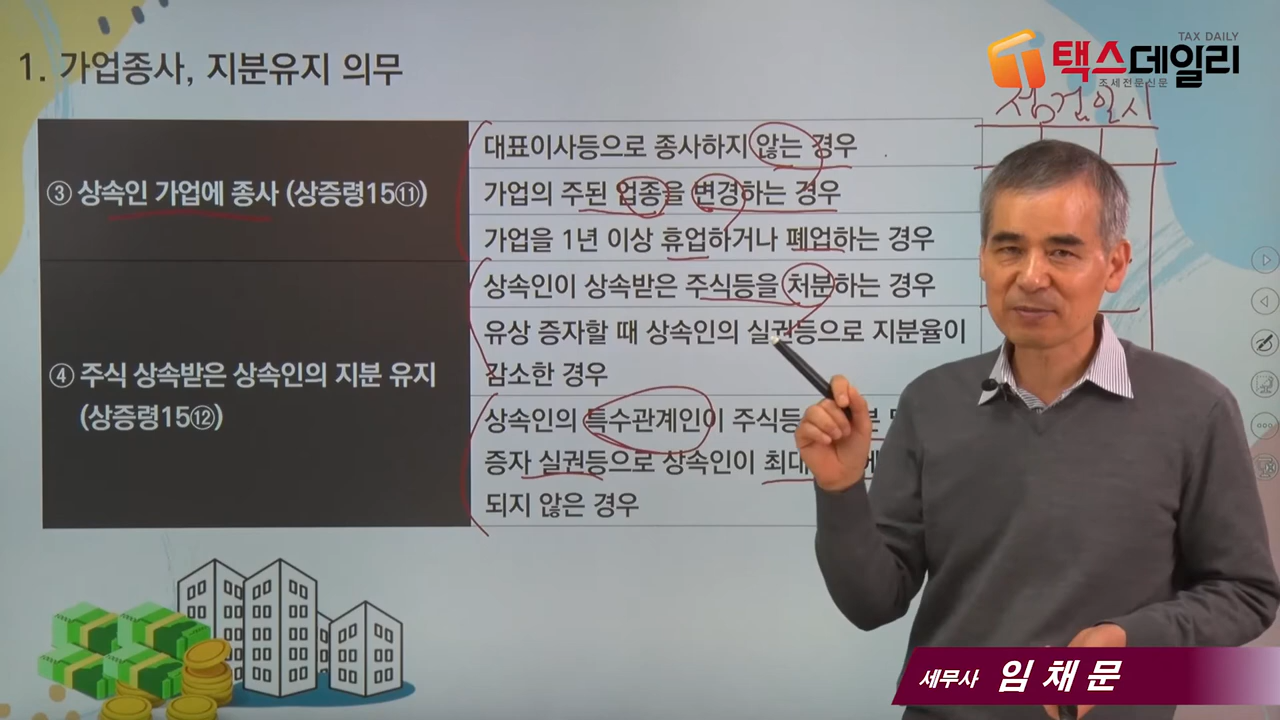 1. 가업종사, 지분유지 의무
TAX DAILY
택스데일리
조세전문신문
점검일시
③ 상속인 가업에 종사 (상증령15⑪)
대표이사등으로 종사하지 않는 경우
가업의 주된 업종을 변경하는 경우
가업을 1년 이상 휴업하거나 폐업하는 경우
④ 주식 상속받은 상속인의 지분 유지
(상증령15⑫)
상속인이 상속받은 주식등을 처분하는 경우
유상 증자할 때 상속인의 실권등으로 지분율이
감소한 경우
상속인의 특수관계인이 주식등
증자 실권등으로 상속인이 최대
되지 않은 경우
세무사 임채문